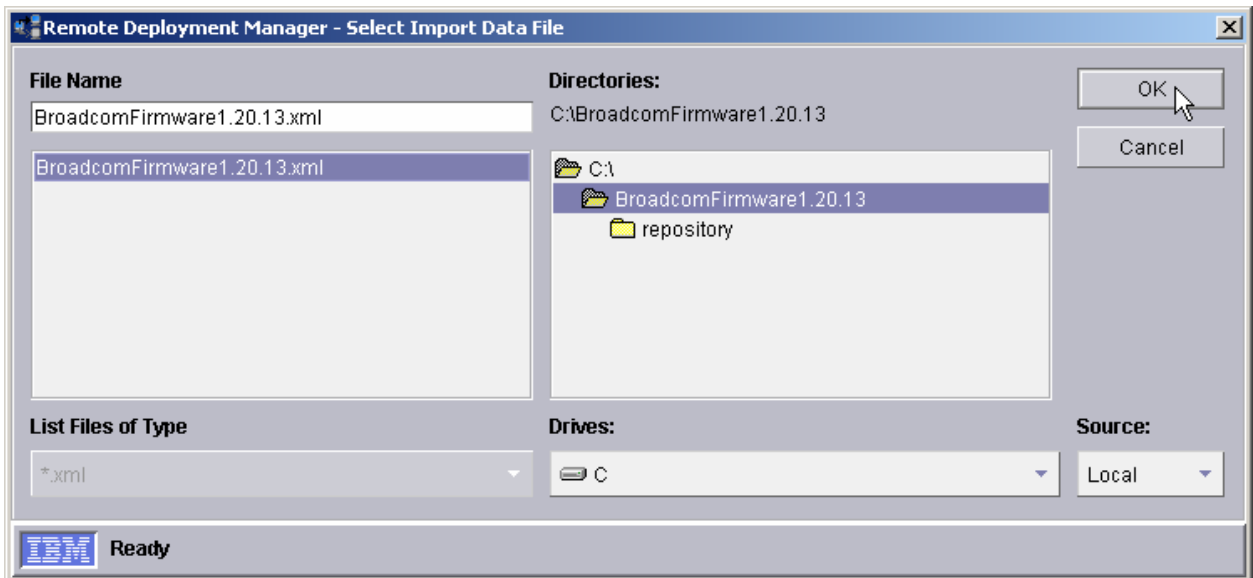 Remote Deployment Manager - Select Import Data File
File Name
Directories:
BroadcomFirmware1.20.13.xml
C:\BroadcomFirmware1.20.13
OK
Cancel
BroadcomFirmware1.20.13.xml
C:\
BroadcomFirmware1.20.13
repository
List Files of Type
Drives:
Source:
*.xml
C
Local
IBM
Ready